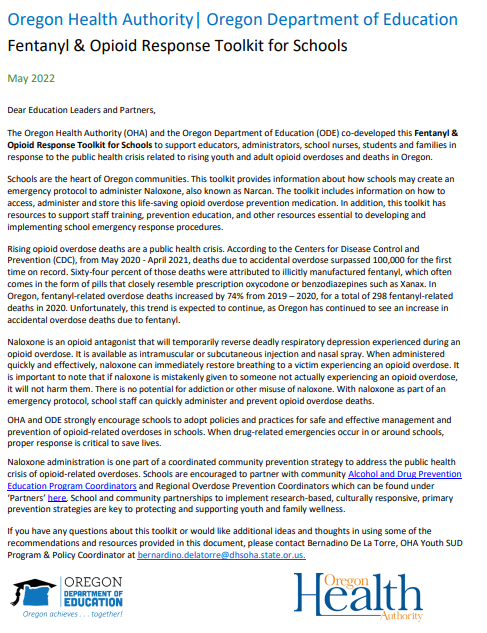 Oregon Health Authority| Oregon Department of Education
Fentanyl & Opioid Response Toolkit for Schools
May 2022
Dear Education Leaders and Partners,
The Oregon Health Authority (OHA) and the Oregon Department of Education (ODE) co-developed this Fentanyl &
Opioid Response Toolkit for Schools to support educators, administrators, school nurses, students and families in
response to the public health crisis related to rising youth and adult opioid overdoses and deaths in Oregon.
Schools are the heart of Oregon communities. This toolkit provides information about how schools may create an
emergency protocol to administer Naloxone, also known as Narcan. The toolkit includes information on how to
access, administer and store this life-saving opioid overdose prevention medication. In addition, this toolkit has
resources to support staff training, prevention education, and other resources essential to developing and
implementing school emergency response procedures.
Rising opioid overdose deaths are a public health crisis. According to the Centers for Disease Control and
Prevention (CDC), from May 2020 - April 2021, deaths due to accidental overdose surpassed 100,000 for the first
time on record. Sixty-four percent of those deaths were attributed to illicitly manufactured fentanyl, which often
comes in the form of pills that closely resemble prescription oxycodone or benzodiazepines such as Xanax. In
Oregon, fentanyl-related overdose deaths increased by 74% from 2019 – 2020, for a total of 298 fentanyl-related
deaths in 2020. Unfortunately, this trend is expected to continue, as Oregon has continued to see an increase in
accidental overdose deaths due to fentanyl.
Naloxone is an opioid antagonist that will temporarily reverse deadly respiratory depression experienced during an
opioid overdose. It is available as intramuscular or subcutaneous injection and nasal spray. When administered
quickly and effectively, naloxone can immediately restore breathing to a victim experiencing an opioid overdose. It
is important to note that if naloxone is mistakenly given to someone not actually experiencing an opioid overdose,
it will not harm them. There is no potential for addiction or other misuse of naloxone. With naloxone as part of an
emergency protocol, school staff can quickly administer and prevent opioid overdose deaths.
OHA and ODE strongly encourage schools to adopt policies and practices for safe and effective management and
prevention of opioid-related overdoses in schools. When drug-related emergencies occur in or around schools,
proper response is critical to save lives.
Naloxone administration is one part of a coordinated community prevention strategy to address the public health
crisis of opioid-related overdoses. Schools are encouraged to partner with community Alcohol and Drug Prevention
Education Program Coordinators and Regional Overdose Prevention Coordinators which can be found under
‘Partners’ here. School and community partnerships to implement research-based, culturally responsive, primary
prevention strategies are key to protecting and supporting youth and family wellness.
If you have any questions about this toolkit or would like additional ideas and thoughts in using some of the
recommendations and resources provided in this document, please contact Bernadino De La Torre, OHA Youth SUD
Program & Policy Coordinator at bernardino.delatorre@dhsoha.state.or.us.
OREGON
DEPARTMENT OF
EDUCATION
Oregon achieves . . . together!
Oregon
Health
Authority